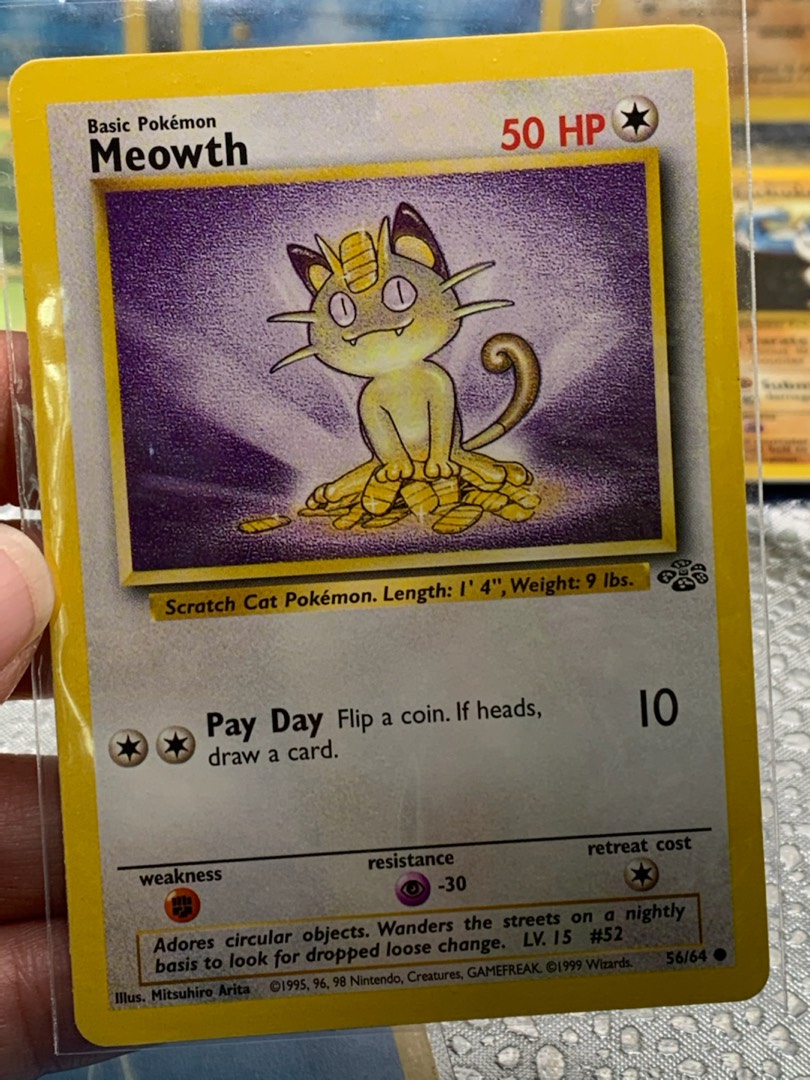 Basic Pokémon
Meowth
50 HP
Scratch Cat Pokémon. Length: 1' 4", Weight: 9 lbs.
Pay Day Flip a coin. If heads,
draw a card.
10
weakness
resistance
retreat cost
-30
Adores circular objects. Wanders the streets on a nightly
basis to look for dropped loose change. LV. 15 #52
Illus. Mitsuhiro Arita ©1995, 96, 98 Nintendo, Creatures, GAMEFREAK. ©1999 Wizards. 56/64